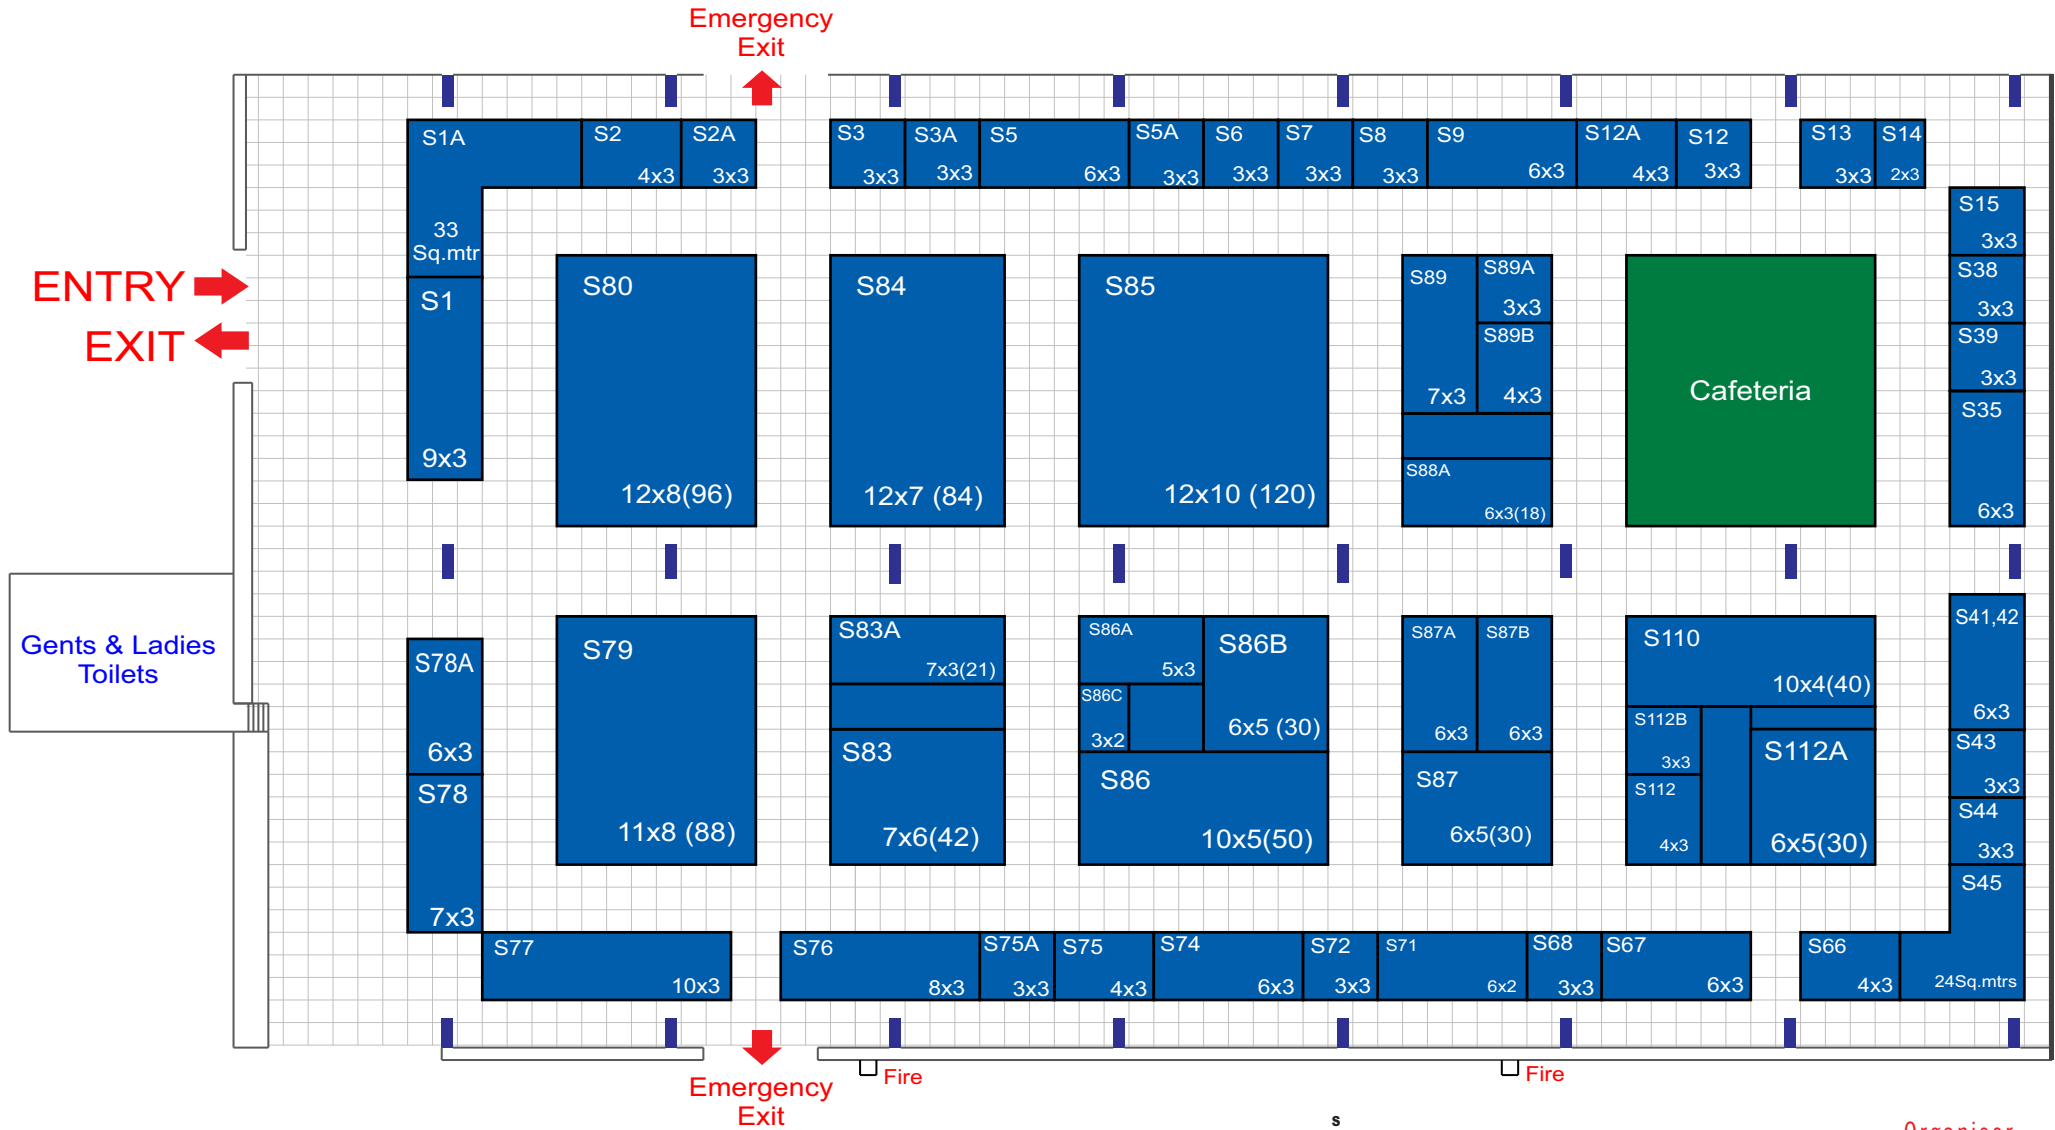 Emergency
Exit
S1A
33
Sq.mtr
S2
4x3
S2A
3x3
S3
3x3
S3A
3x3
S5
6x3
S5A
3x3
S6
3x3
S7
3x3
S8
3x3
S9
6x3
S12A
4x3
S12
3x3
S13
3x3
S14
2x3
S15
3x3
S38
3x3
S39
3x3
S35
6x3
ENTRY
EXIT
S1
9x3
S80
12x8(96)
S84
12x7 (84)
S85
12x10 (120)
S89
7x3
S89A
3x3
S89B
4x3
S88A
6x3(18)
Cafeteria
Gents & Ladies
Toilets
S78A
6x3
S78
7x3
S79
11x8 (88)
S83A
7x3(21)
S83
7x6(42)
S86A
5x3
S86B
6x5 (30)
S86C
3x2
S86
10x5(50)
S87A
6x3
S87B
6x3
S87
6x5(30)
S110
10x4(40)
S112B
3x3
S112
4x3
S112A
6x5(30)
S41,42
6x3
S43
3x3
S44
3x3
S45
24Sq.mtrs
S77
10x3
S76
8x3
S75A
3x3
S75
4x3
S74
6x3
S72
3x3
S71
6x2
S68
3x3
S67
6x3
S66
4x3
Emergency
Exit
Fire
Fire
s
Organiser